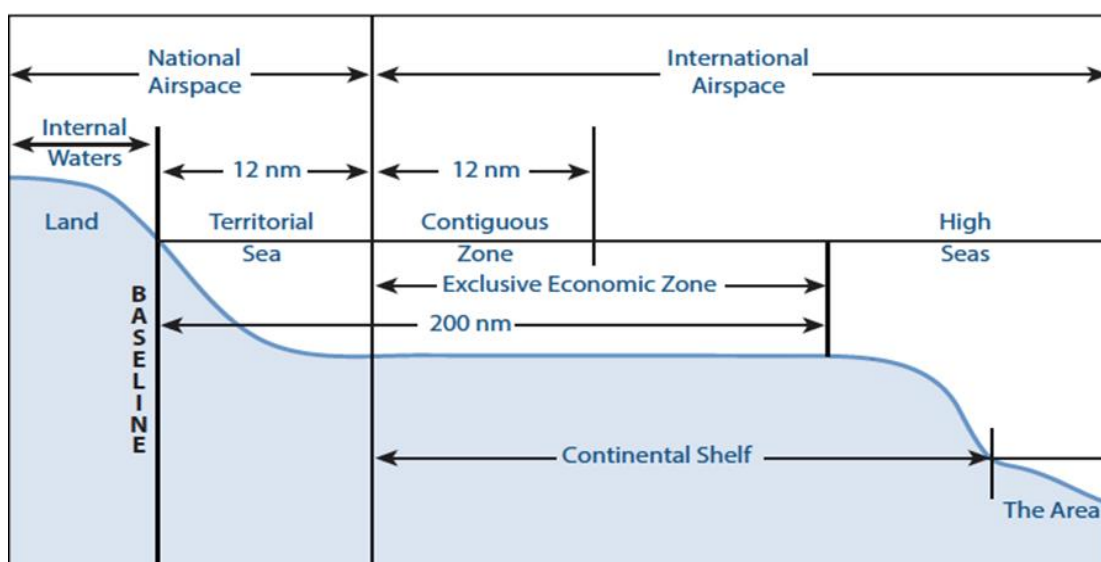 National
Airspace
International
Airspace
Internal
Waters
12 nm
12 nm
Land
Territorial
Sea
Contiguous
Zone
High
Seas
Exclusive Economic Zone
200 nm
BASELINE
Continental Shelf
The Area